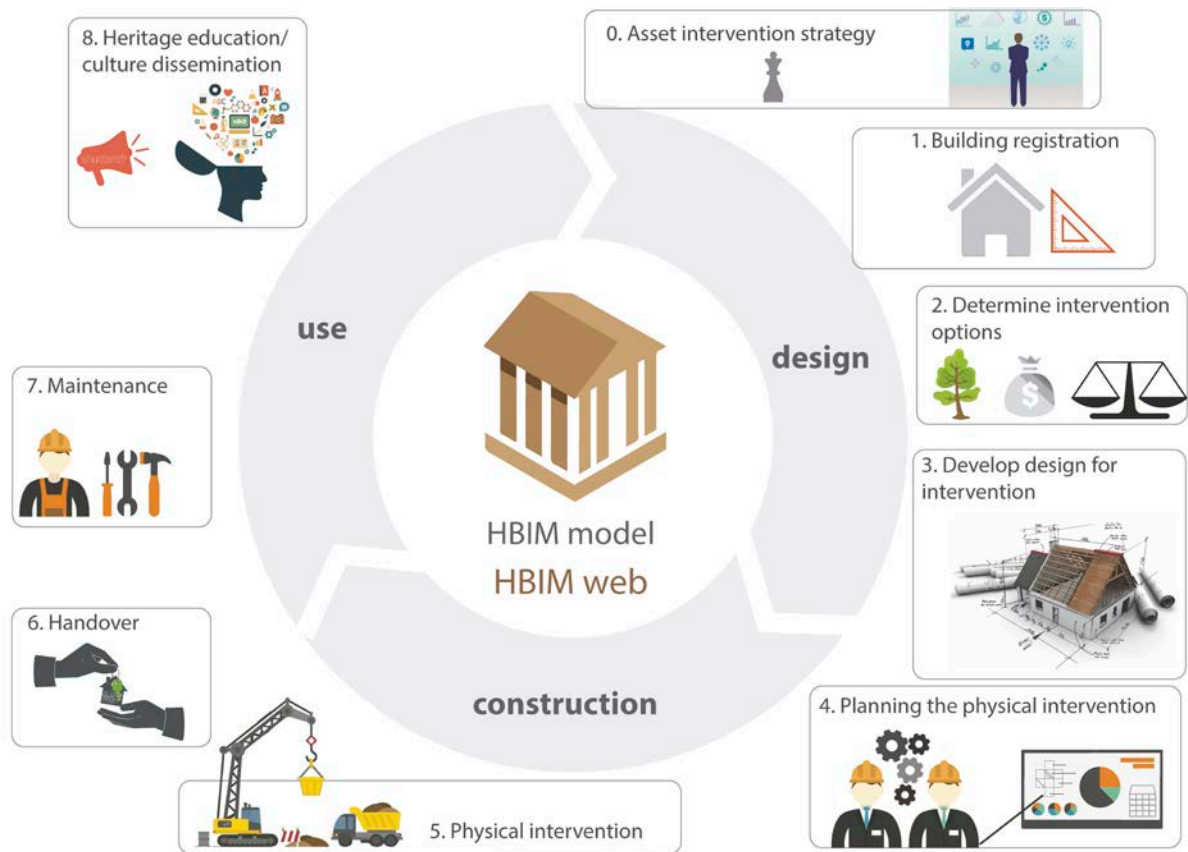 0. Asset intervention strategy
1. Building registration
2. Determine intervention
options
3. Develop design for
intervention
4. Planning the physical intervention
5. Physical intervention
6. Handover
7. Maintenance
8. Heritage education/
culture dissemination
use
design
construction
HBIM model
HBIM web